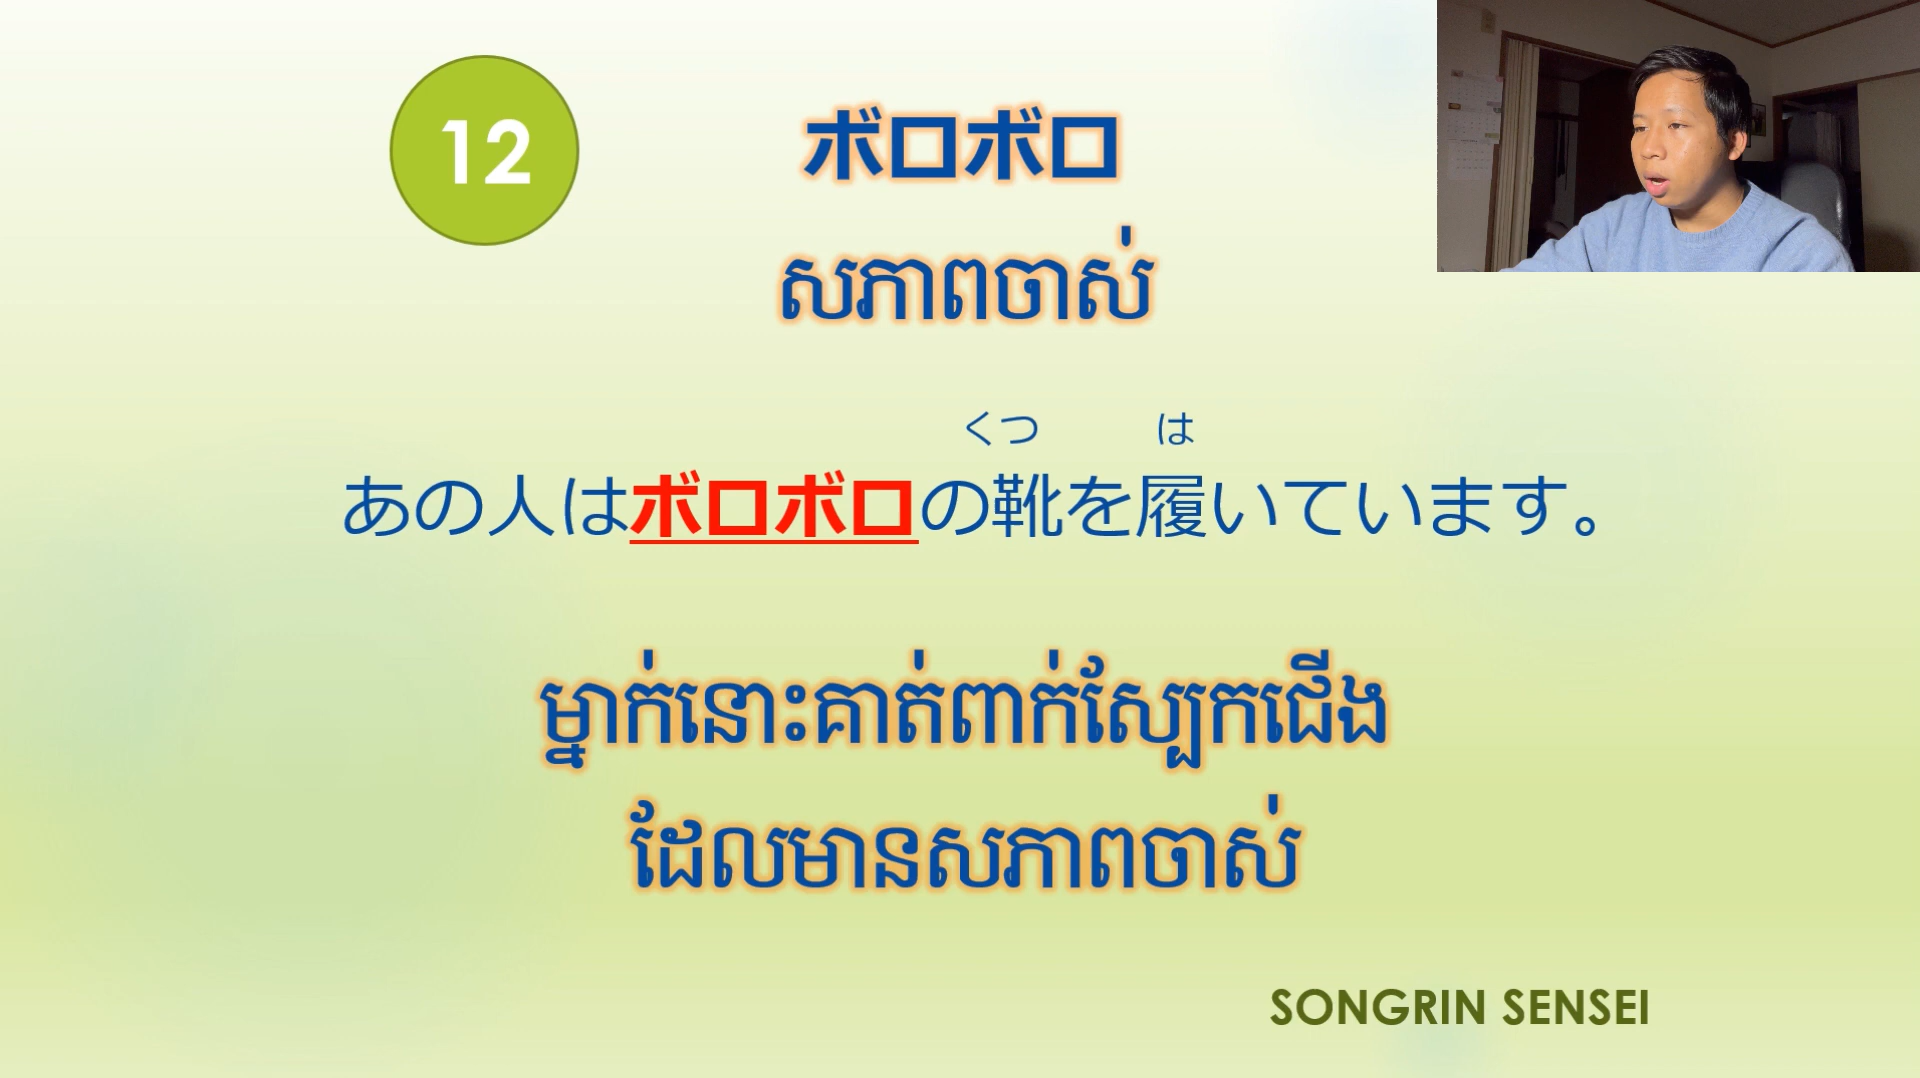 12
ボロボロ
សភាពចាស់
くつ は
あの人はボロボロの靴を履いています。
ម្នាក់នោះគាត់ពាក់ស្បែកជើង
ដែលមានសភាពចាស់
SONGRIN SENSEI